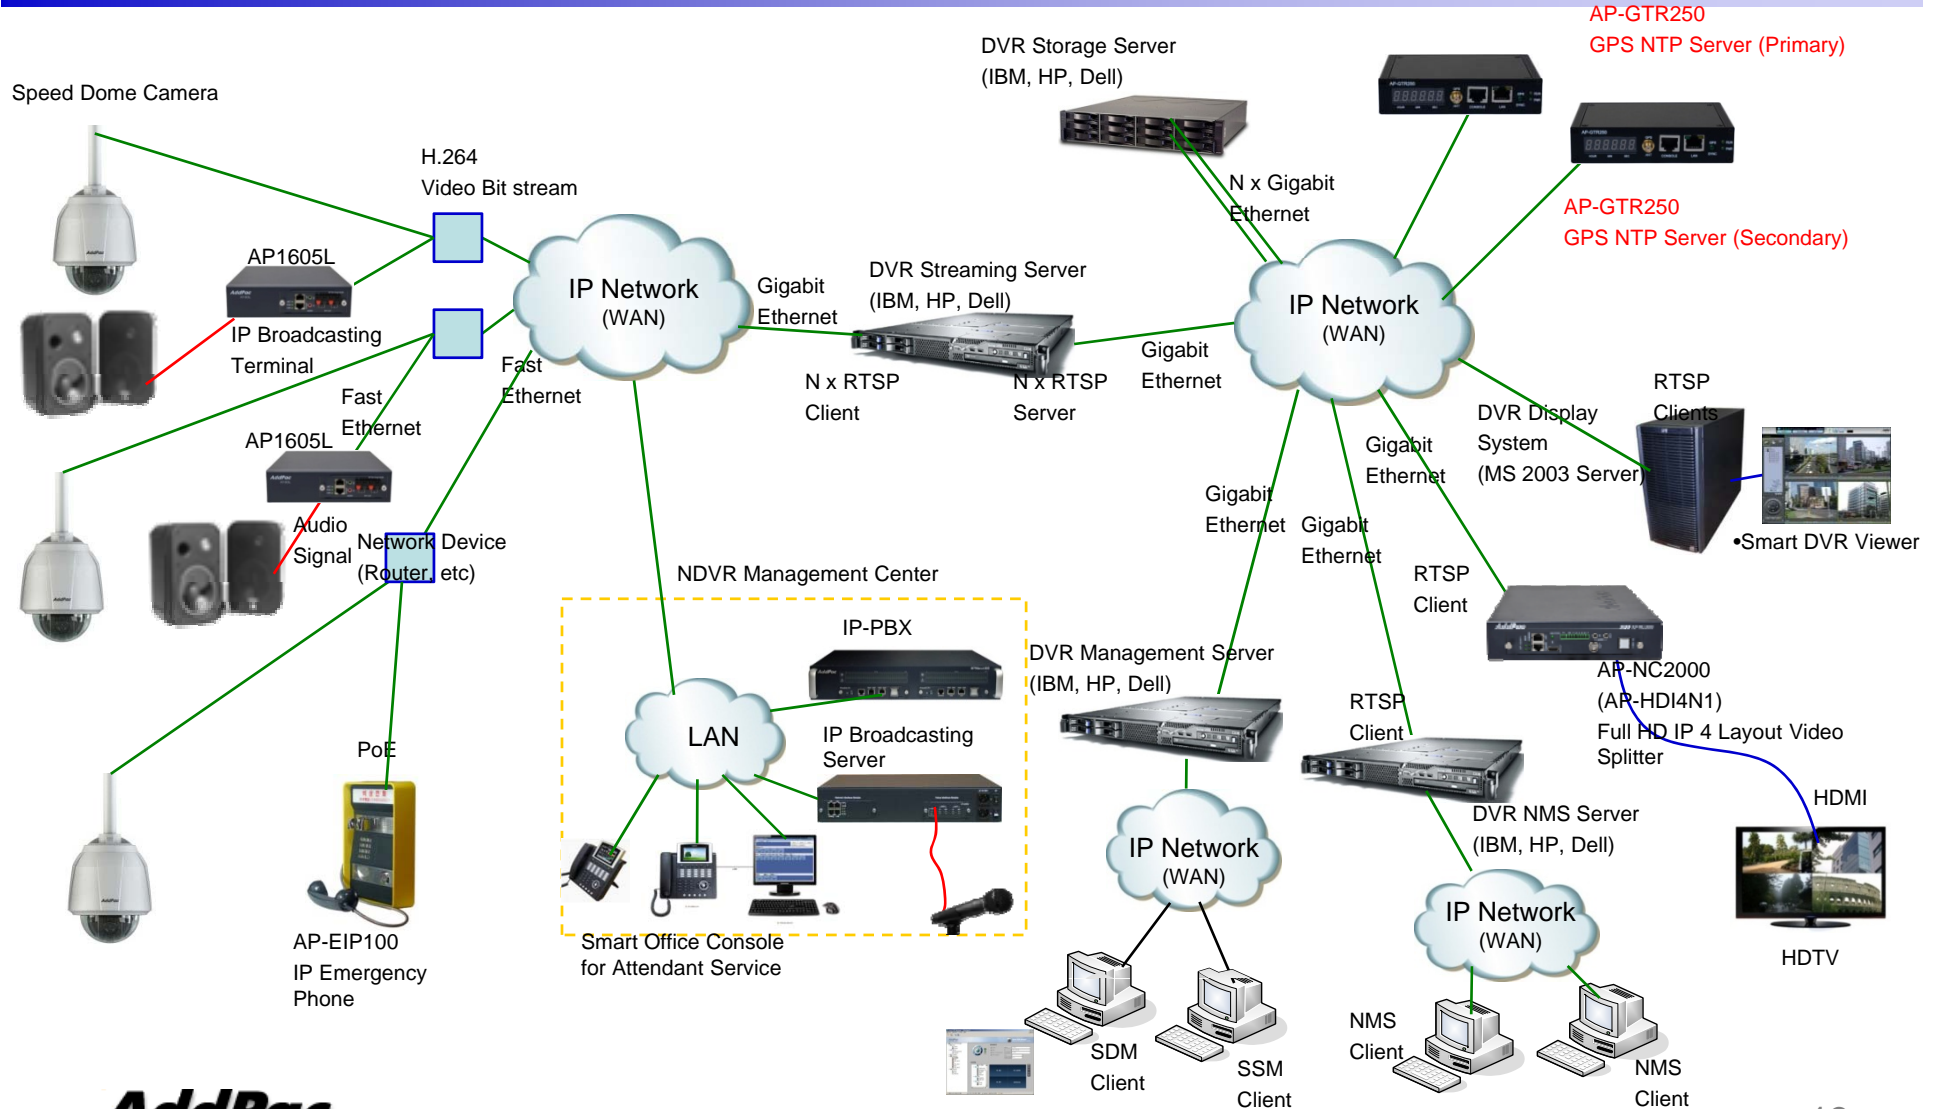 AP-GTR250
GPS NTP Server (Primary)
DVR Storage Server
(IBM, HP, Dell)
Speed Dome Camera
H.264
Video Bit stream
N x Gigabit
Ethernet
AP-GTR250
GPS NTP Server (Secondary)
AP1605L
IP Network
(WAN)
Gigabit
Ethernet
DVR Streaming Server
(IBM, HP, Dell)
IP Network
(WAN)
IP Broadcasting
Terminal
Fast
Ethernet
N x RTSP
Client
N x RTSP
Server
Gigabit
Ethernet
RTSP
Clients
DVR Display
System
(MS 2003 Server)
Fast
Ethernet
AP1605L
Gigabit
Ethernet
Gigabit
Ethernet
Gigabit
Ethernet
Audio
Signal
Network Device
(Router, etc)
•Smart DVR Viewer
NDVR Management Center
RTSP
Client
IP-PBX
DVR Management Server
(IBM, HP, Dell)
AP-NC2000
(AP-HDI4N1)
Full HD IP 4 Layout Video
Splitter
RTSP
Client
LAN
IP Broadcasting
Server
PoE
HDMI
DVR NMS Server
(IBM, HP, Dell)
IP Network
(WAN)
IP Network
(WAN)
AP-EIP100
IP Emergency
Phone
Smart Office Console
for Attendant Service
HDTV
SDM
Client
SSM
Client
NMS
Client
NMS
Client
AddPac